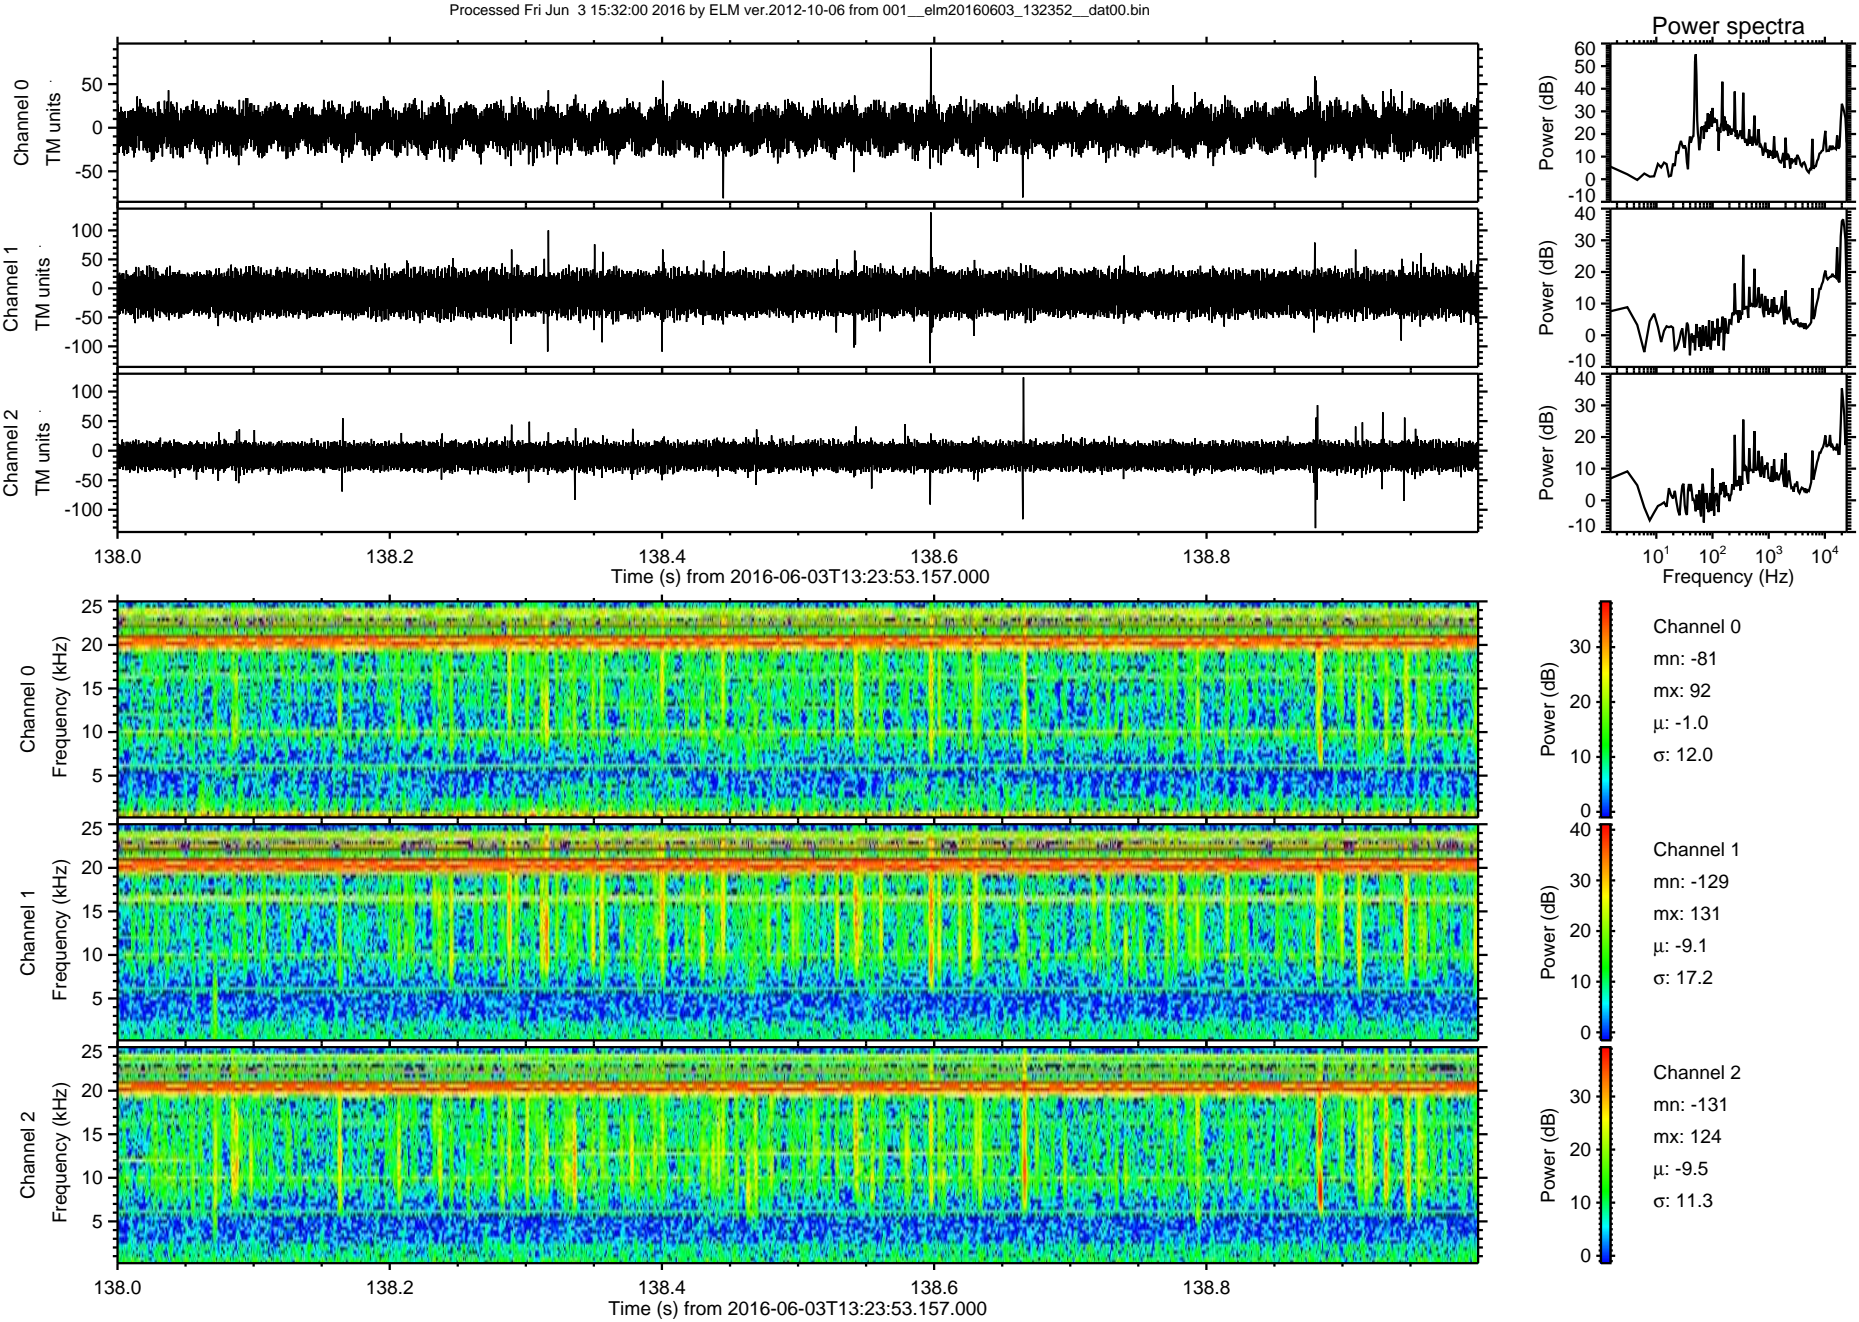 Processed Fri Jun  3 15:32:00 2016 by ELM ver.2012-10-06 from 001__elm20160603_132352__dat00.bin
Power spectra
Channel 0
TM units
50
0
-50
Power (dB)
60
50
40
30
20
10
0
-10
Channel 1
TM units
100
50
0
-50
-100
Power (dB)
40
30
20
10
0
-10
Channel 2
TM units
100
50
0
-50
-100
Power (dB)
40
30
20
10
0
-10
138.0 138.2 138.4 138.6 138.8
Time (s) from 2016-06-03T13:23:53.157.000
10¹ 10² 10³ 10⁴
Frequency (Hz)
Channel 0
Frequency (kHz)
25
20
15
10
5
Power (dB)
30
20
10
0
Channel 0
mn: -81
mx: 92
μ: -1.0
σ: 12.0
Channel 1
Frequency (kHz)
25
20
15
10
5
Power (dB)
40
30
20
10
0
Channel 1
mn: -129
mx: 131
μ: -9.1
σ: 17.2
Channel 2
Frequency (kHz)
25
20
15
10
5
Power (dB)
30
20
10
0
Channel 2
mn: -131
mx: 124
μ: -9.5
σ: 11.3
138.0 138.2 138.4 138.6 138.8
Time (s) from 2016-06-03T13:23:53.157.000